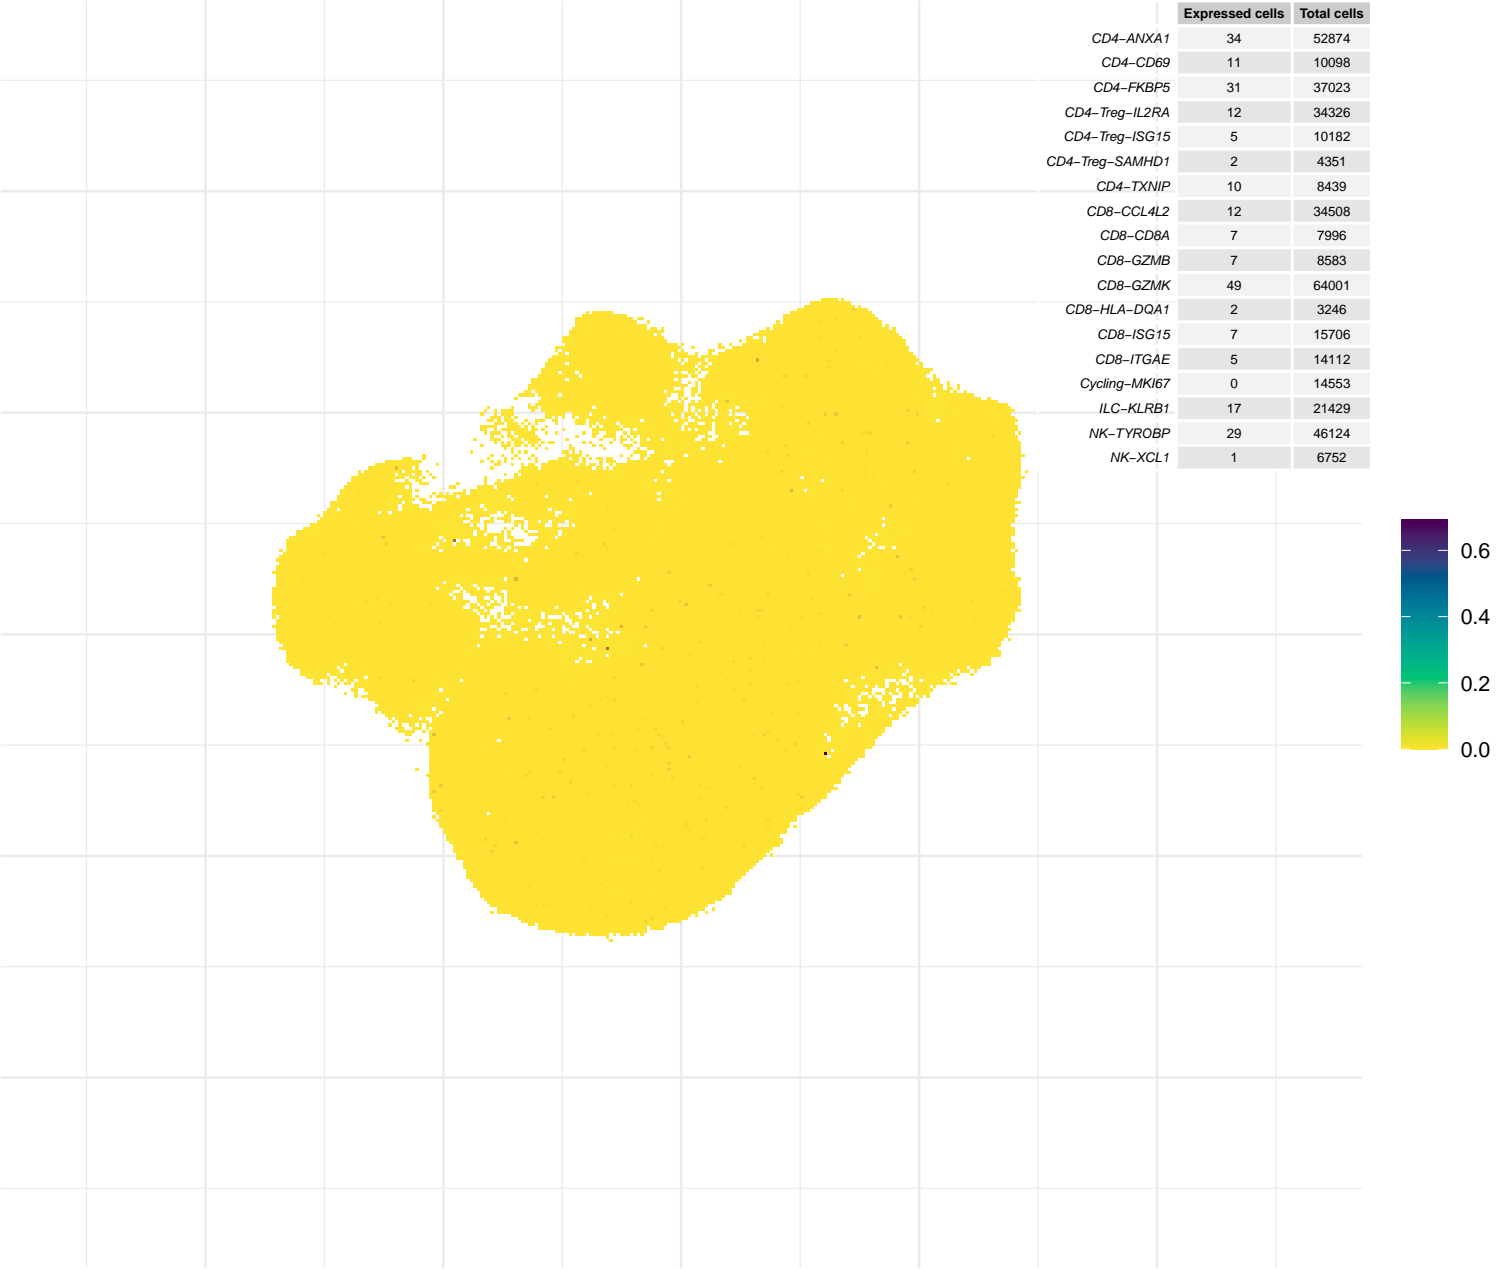 Expressed cells Total cells
CD4−ANXA1 34 52874
CD4−CD69 11 10098
CD4−FKBP5 31 37023
CD4−Treg−IL2RA 12 34326
CD4−Treg−ISG15 5 10182
CD4−Treg−SAMHD1 2 4351
CD4−TXNIP 10 8439
CD8−CCL4L2 12 34508
CD8−CD8A 7 7996
CD8−GZMB 7 8583
CD8−GZMK 49 64001
CD8−HLA−DQA1 2 3246
CD8−ISG15 7 15706
CD8−ITGAE 5 14112
Cycling−MKI67 0 14553
ILC−KLRB1 17 21429
NK−TYROBP 29 46124
NK−XCL1 1 6752
0.6
0.4
0.2
0.0